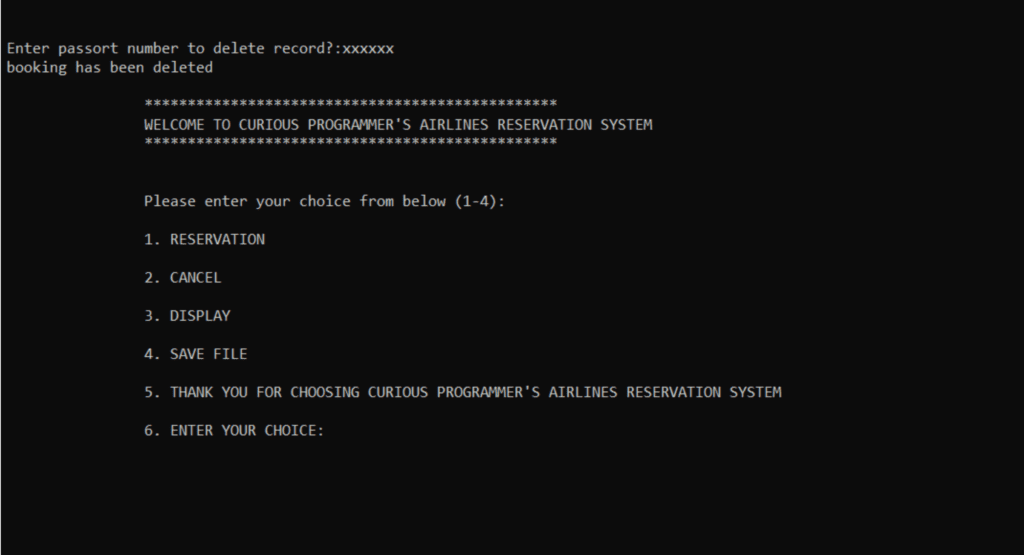 Enter passort number to delete record?:xxxxxx
booking has been deleted
************************************************
WELCOME TO CURIOUS PROGRAMMER'S AIRLINES RESERVATION SYSTEM
************************************************
Please enter your choice from below (1-4):
1. RESERVATION
2. CANCEL
3. DISPLAY
4. SAVE FILE
5. THANK YOU FOR CHOOSING CURIOUS PROGRAMMER'S AIRLINES RESERVATION SYSTEM
6. ENTER YOUR CHOICE: